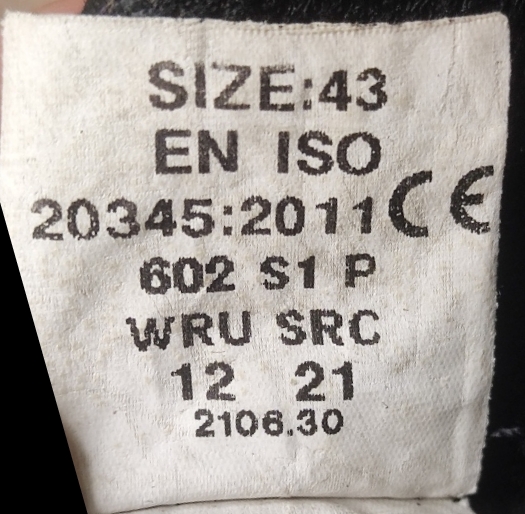 SIZE:43
EN ISO
20345:2011 CE
602 S1 P
WRU SRC
12 21
2106.30